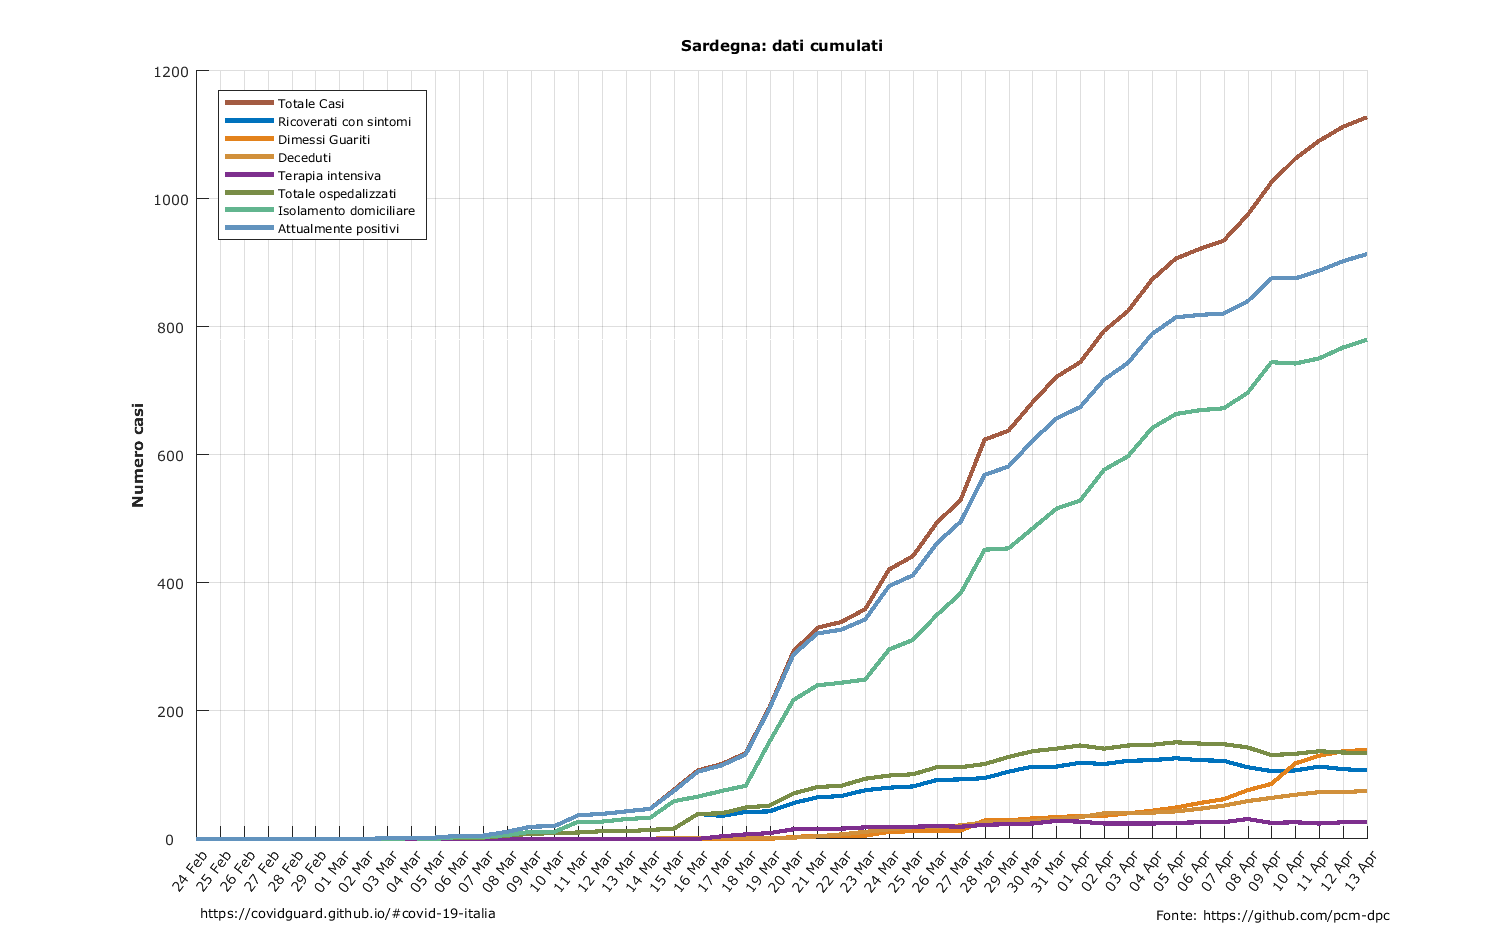 Sardegna: dati cumulati
1200
1000
800
600
400
200
0
Numero casi
Totale Casi
Ricoverati con sintomi
Dimessi Guariti
Deceduti
Terapia intensiva
Totale ospedalizzati
Isolamento domiciliare
Attualmente positivi
24 Feb
25 Feb
26 Feb
27 Feb
28 Feb
29 Feb
01 Mar
02 Mar
03 Mar
04 Mar
05 Mar
06 Mar
07 Mar
08 Mar
09 Mar
10 Mar
11 Mar
12 Mar
13 Mar
14 Mar
15 Mar
16 Mar
17 Mar
18 Mar
19 Mar
20 Mar
21 Mar
22 Mar
23 Mar
24 Mar
25 Mar
26 Mar
27 Mar
28 Mar
29 Mar
30 Mar
31 Mar
01 Apr
02 Apr
03 Apr
04 Apr
05 Apr
06 Apr
07 Apr
08 Apr
09 Apr
10 Apr
11 Apr
12 Apr
13 Apr
https://covidguard.github.io/#covid-19-italia
Fonte: https://github.com/pcm-dpc